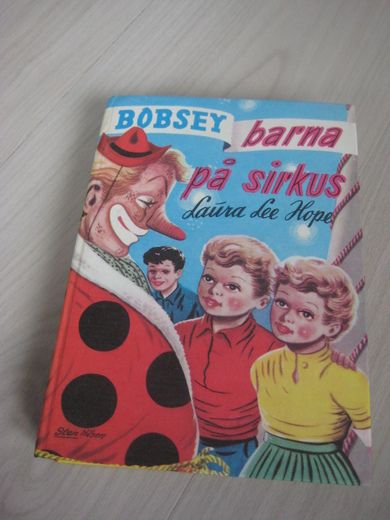 BOBSEY barna
på sirkus
Laura Lee Hope